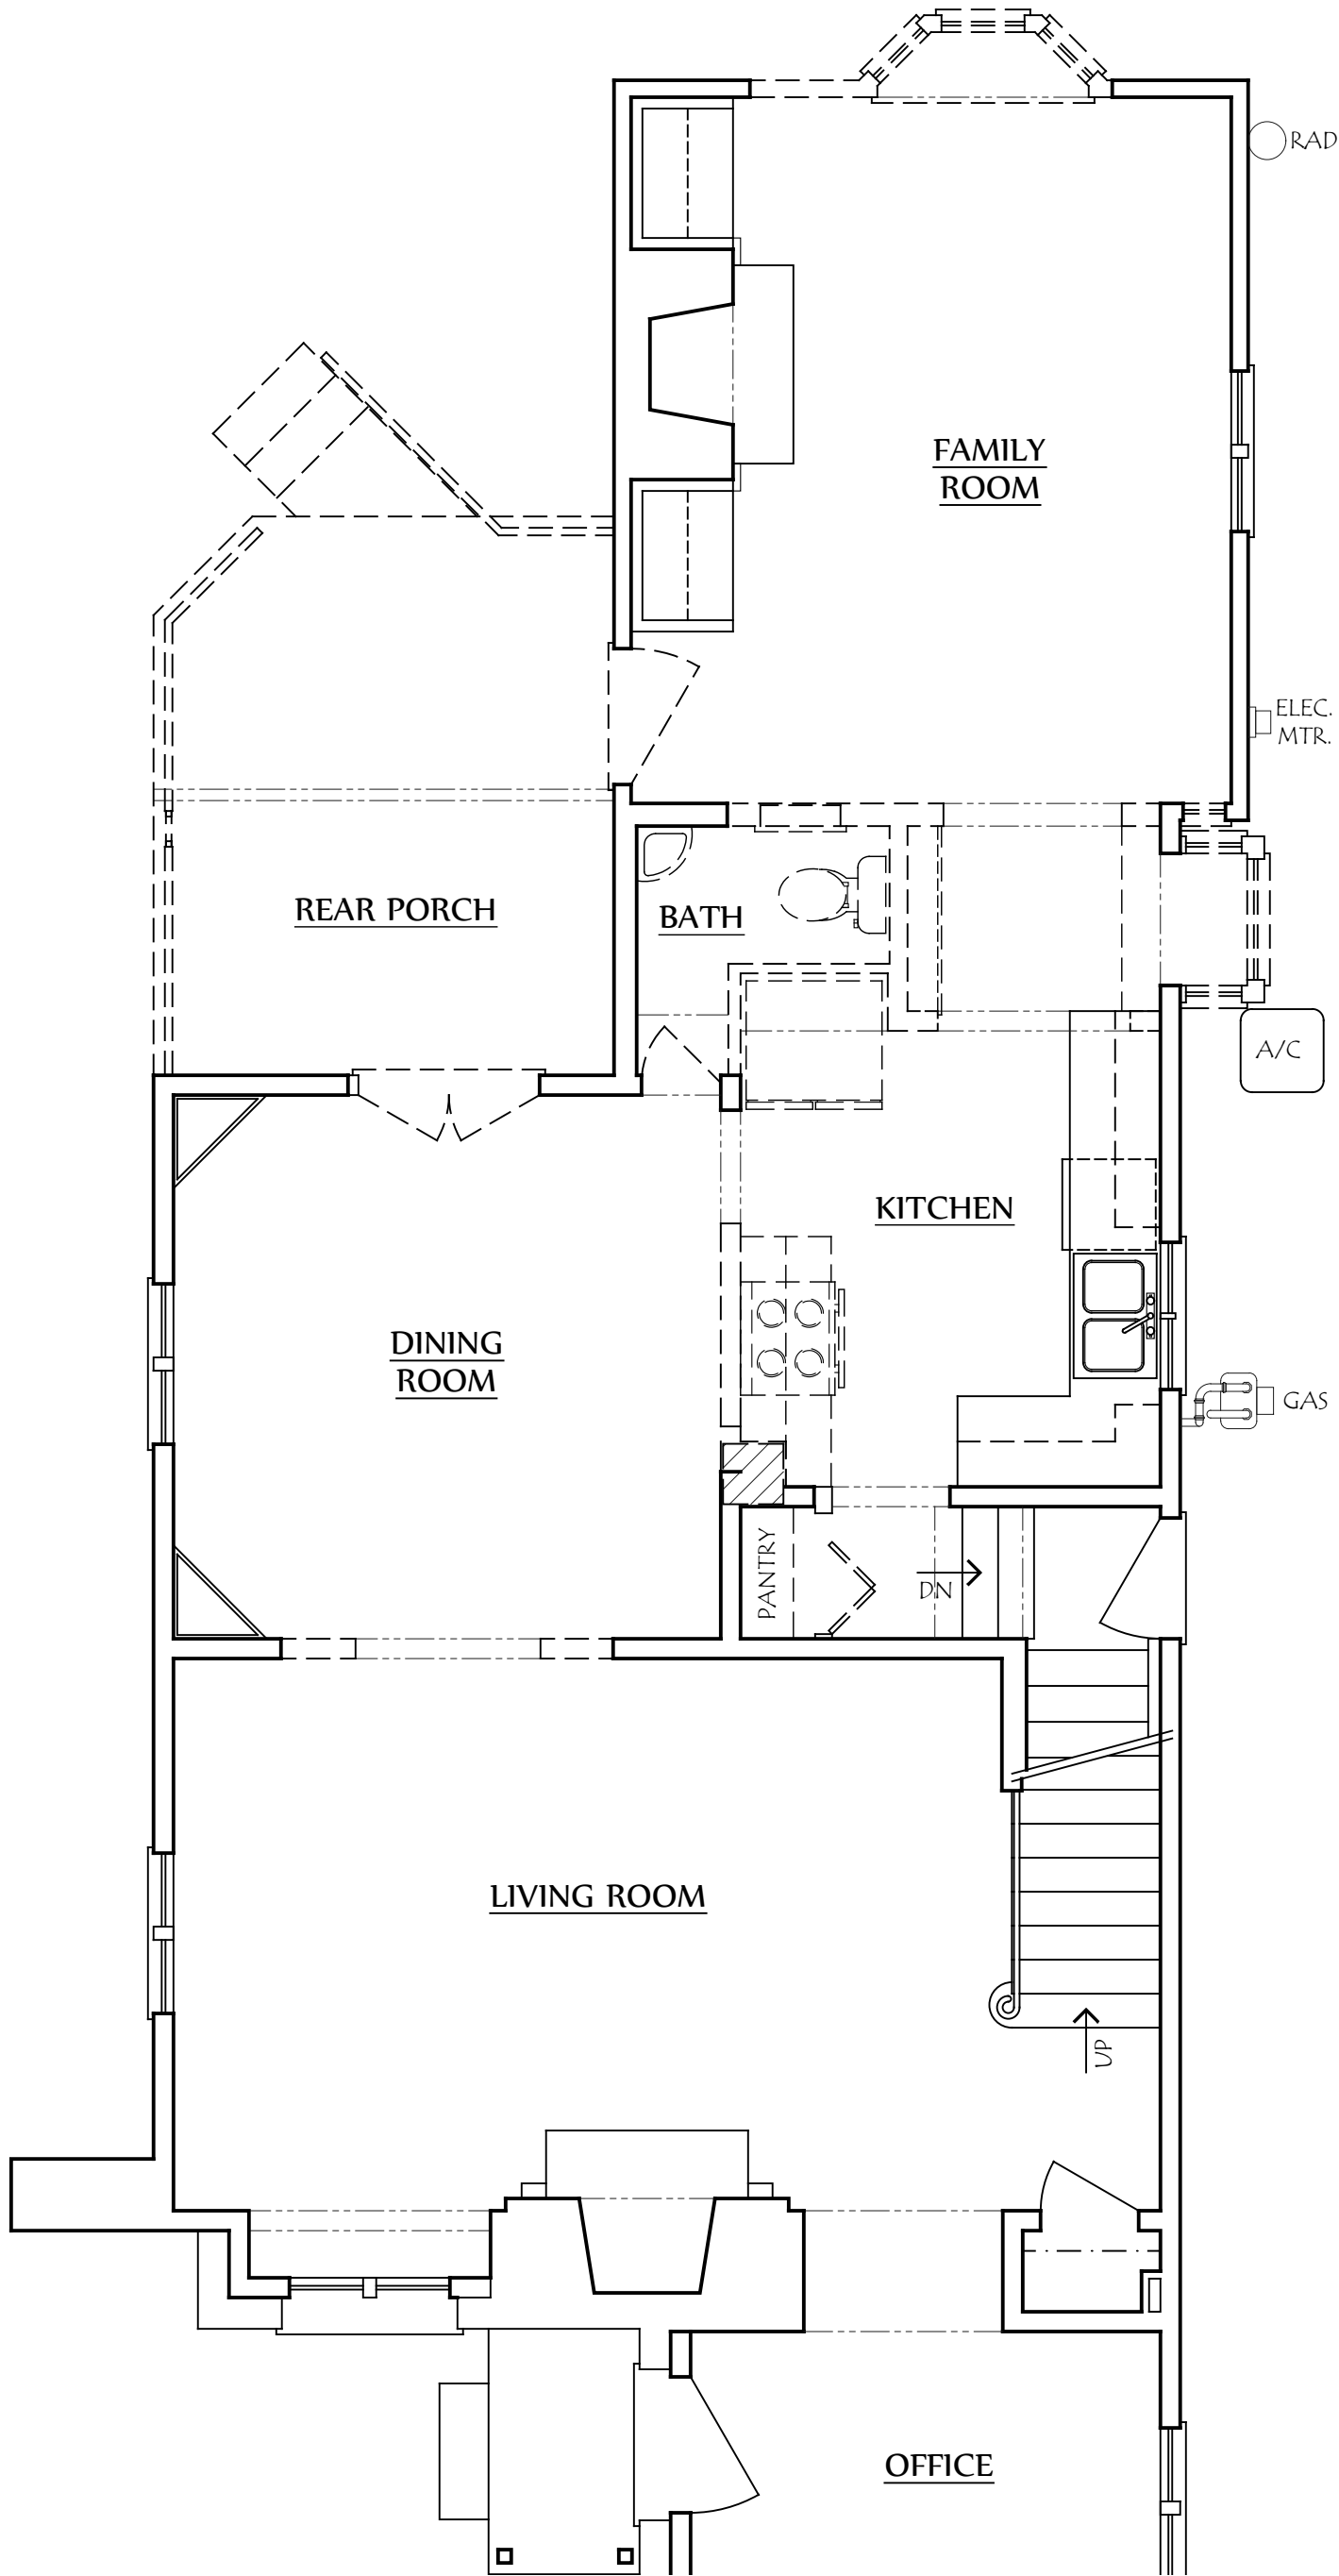 RAD
FAMILY
ROOM
ELEC.
MTR.
REAR PORCH
BATH
A/C
KITCHEN
DINING
ROOM
GAS
PANTRY
DN
LIVING ROOM
UP
OFFICE